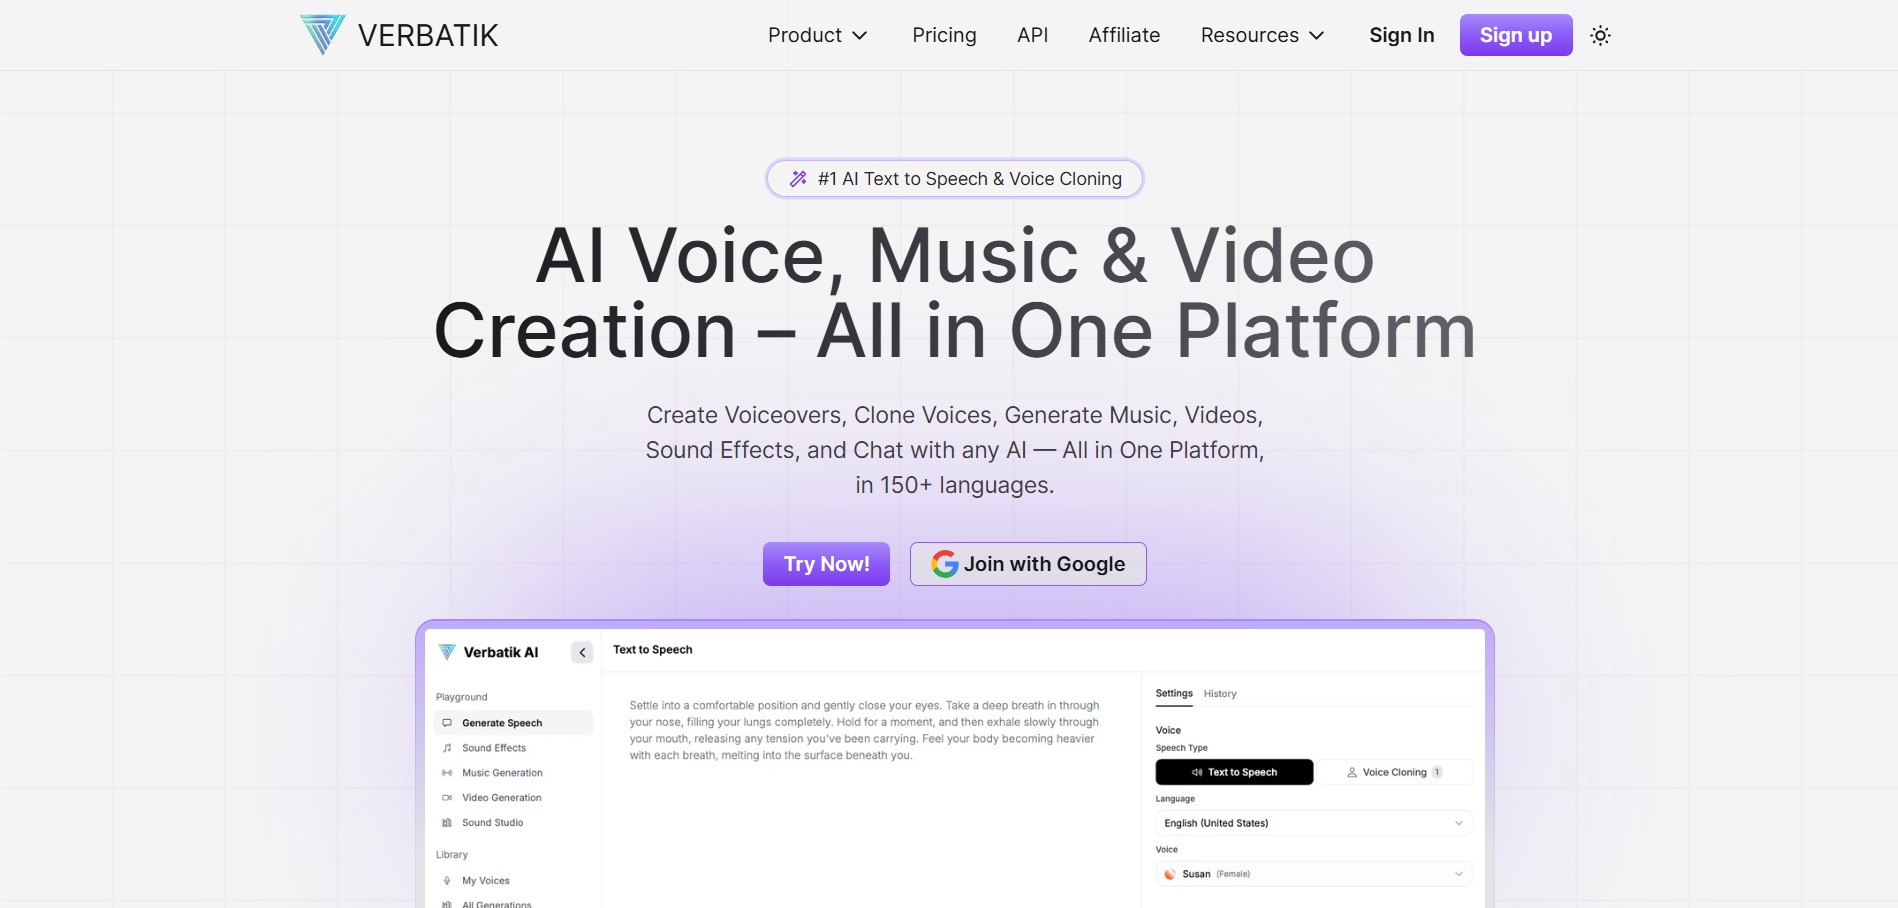 VERBATIK
Product
Pricing
API
Affiliate
Resources
Sign In
Sign up
#1 AI Text to Speech & Voice Cloning
AI Voice, Music & Video
Creation – All in One Platform
Create Voiceovers, Clone Voices, Generate Music, Videos,
Sound Effects, and Chat with any AI — All in One Platform,
in 150+ languages.
Try Now!
Join with Google
Verbatik AI
Playground
Generate Speech
Sound Effects
Music Generation
Video Generation
Sound Studio
Library
My Voices
All Generations
Text to Speech
Settle into a comfortable position and gently close your eyes. Take a deep breath in through
your nose, filling your lungs completely. Hold for a moment, and then exhale slowly through
your mouth, releasing any tension you've been carrying. Feel your body becoming heavier
with each breath, melting into the surface beneath you.
Settings
History
Voice
Speech Type
Text to Speech
Voice Cloning 1
Language
English (United States)
Voice
Susan (Female)